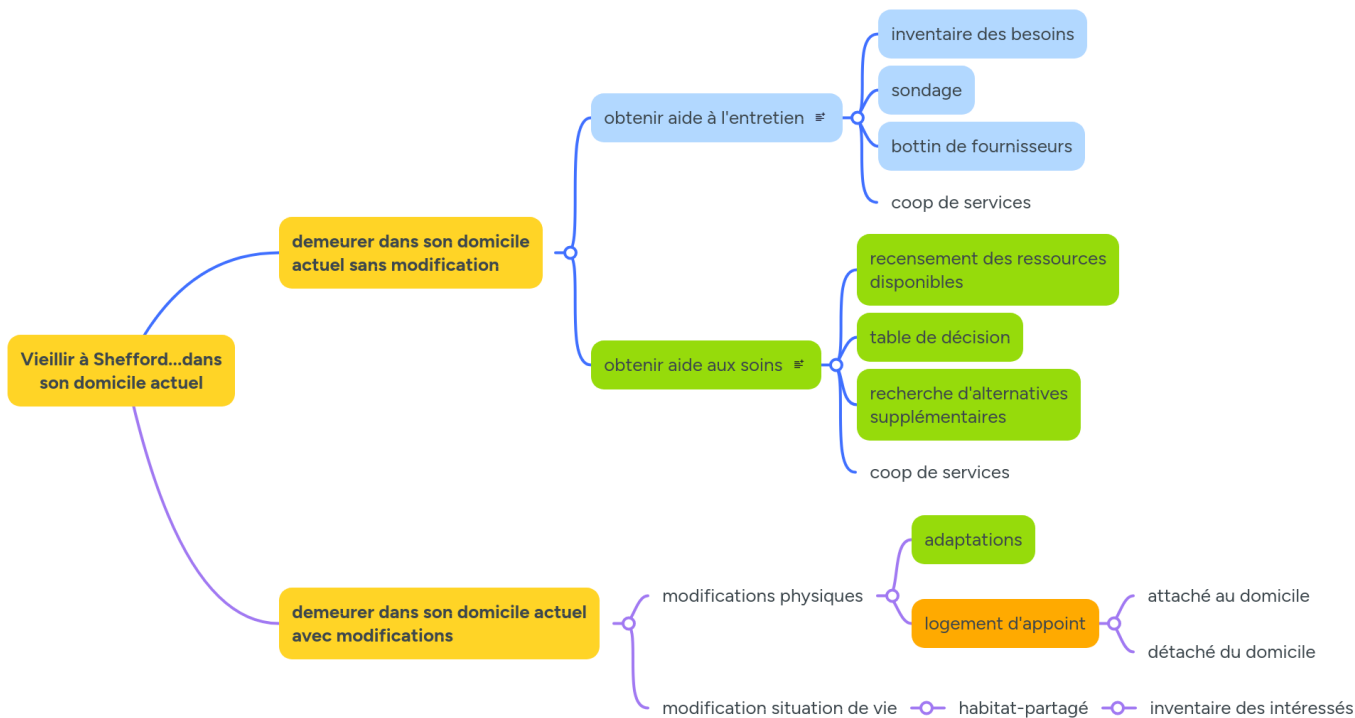 Vieillir à Shefford...dans
son domicile actuel
demeurer dans son domicile
actuel sans modification
obtenir aide à l'entretien
inventaire des besoins
sondage
bottin de fournisseurs
coop de services
obtenir aide aux soins
recensement des ressources
disponibles
table de décision
recherche d'alternatives
supplémentaires
coop de services
demeurer dans son domicile actuel
avec modifications
modifications physiques
adaptations
logement d'appoint
attaché au domicile
détaché du domicile
modification situation de vie
habitat-partagé
inventaire des intéressés